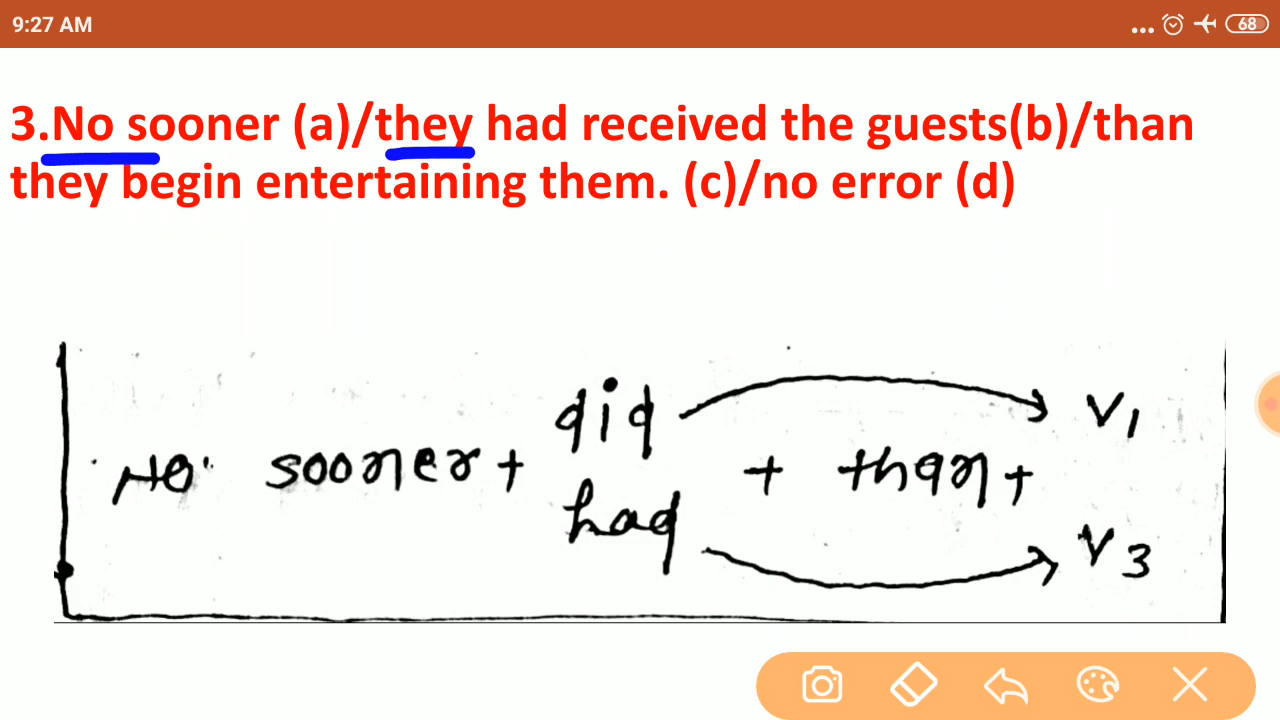 9:27 AM
68
3.No sooner (a)/they had received the guests(b)/than
they begin entertaining them. (c)/no error (d)
did V1
No sooner + + than +
had V3